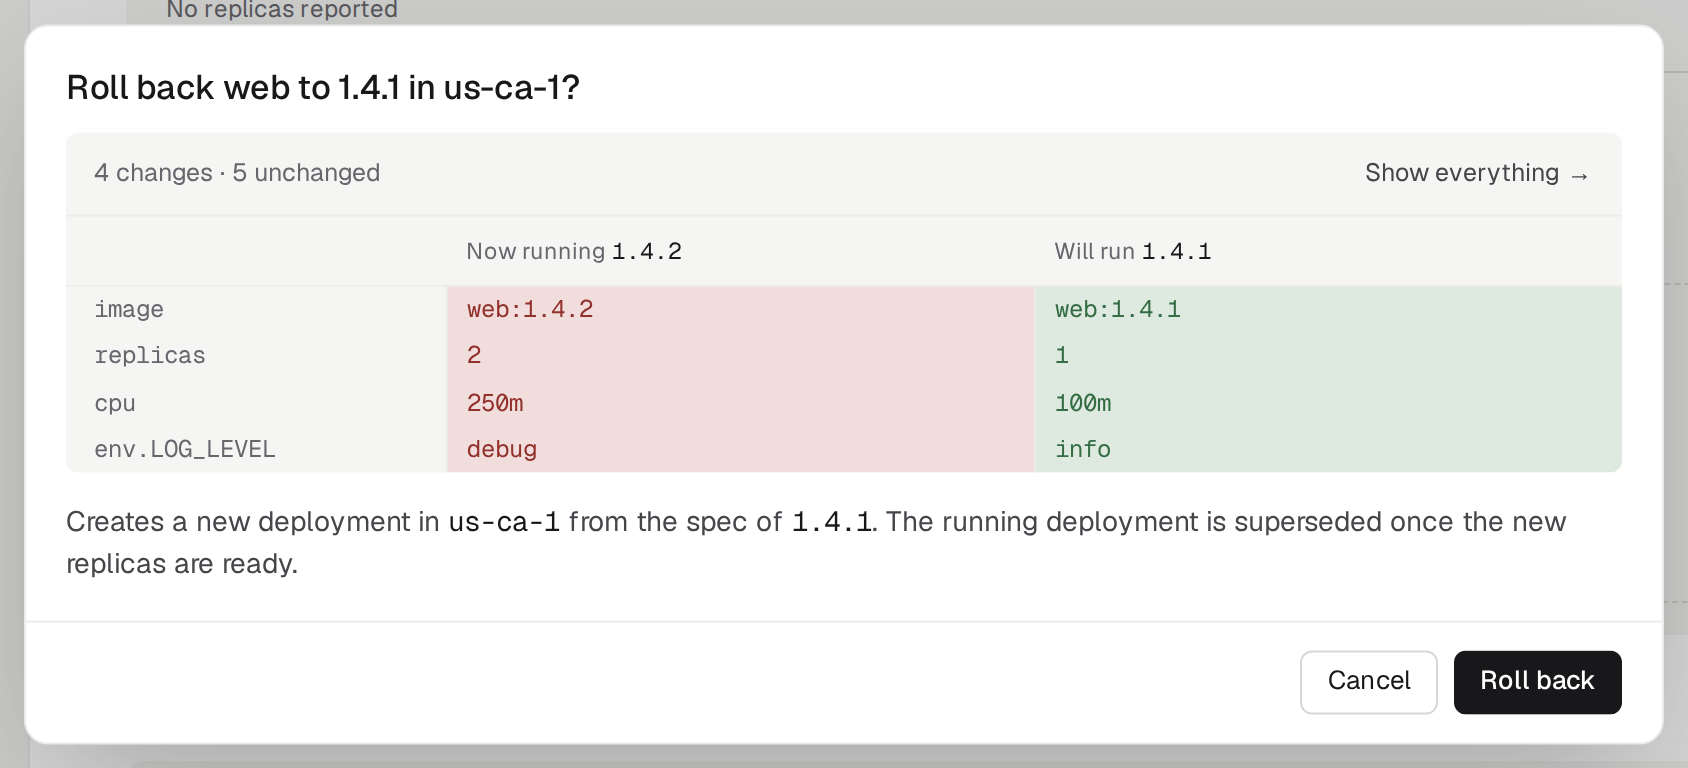 No replicas reported
Roll back web to 1.4.1 in us-ca-1?
4 changes · 5 unchanged Show everything →
Now running 1.4.2 Will run 1.4.1
image web:1.4.2 web:1.4.1
replicas 2 1
cpu 250m 100m
env.LOG_LEVEL debug info
Creates a new deployment in us-ca-1 from the spec of 1.4.1. The running deployment is superseded once the new
replicas are ready.
Cancel Roll back